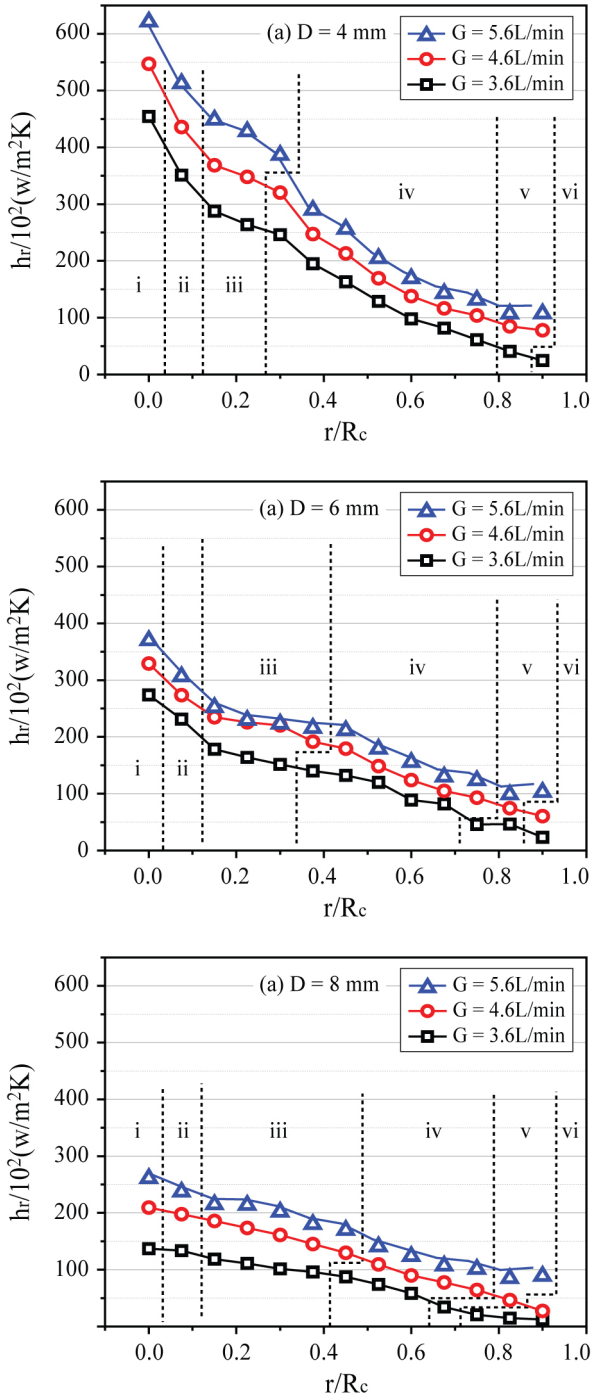 (a) D = 4 mm
G = 5.6L/min
G = 4.6L/min
G = 3.6L/min
600
500
400
300
200
100
0
hr/10²(w/m²K)
i
ii
iii
iv
v
vi
0.0
0.2
0.4
0.6
0.8
1.0
r/Rc
(a) D = 6 mm
G = 5.6L/min
G = 4.6L/min
G = 3.6L/min
600
500
400
300
200
100
0
hr/10²(w/m²K)
i
ii
iii
iv
v
vi
0.0
0.2
0.4
0.6
0.8
1.0
r/Rc
(a) D = 8 mm
G = 5.6L/min
G = 4.6L/min
G = 3.6L/min
600
500
400
300
200
100
hr/10²(w/m²K)
i
ii
iii
iv
v
vi
0.0
0.2
0.4
0.6
0.8
1.0
r/Rc